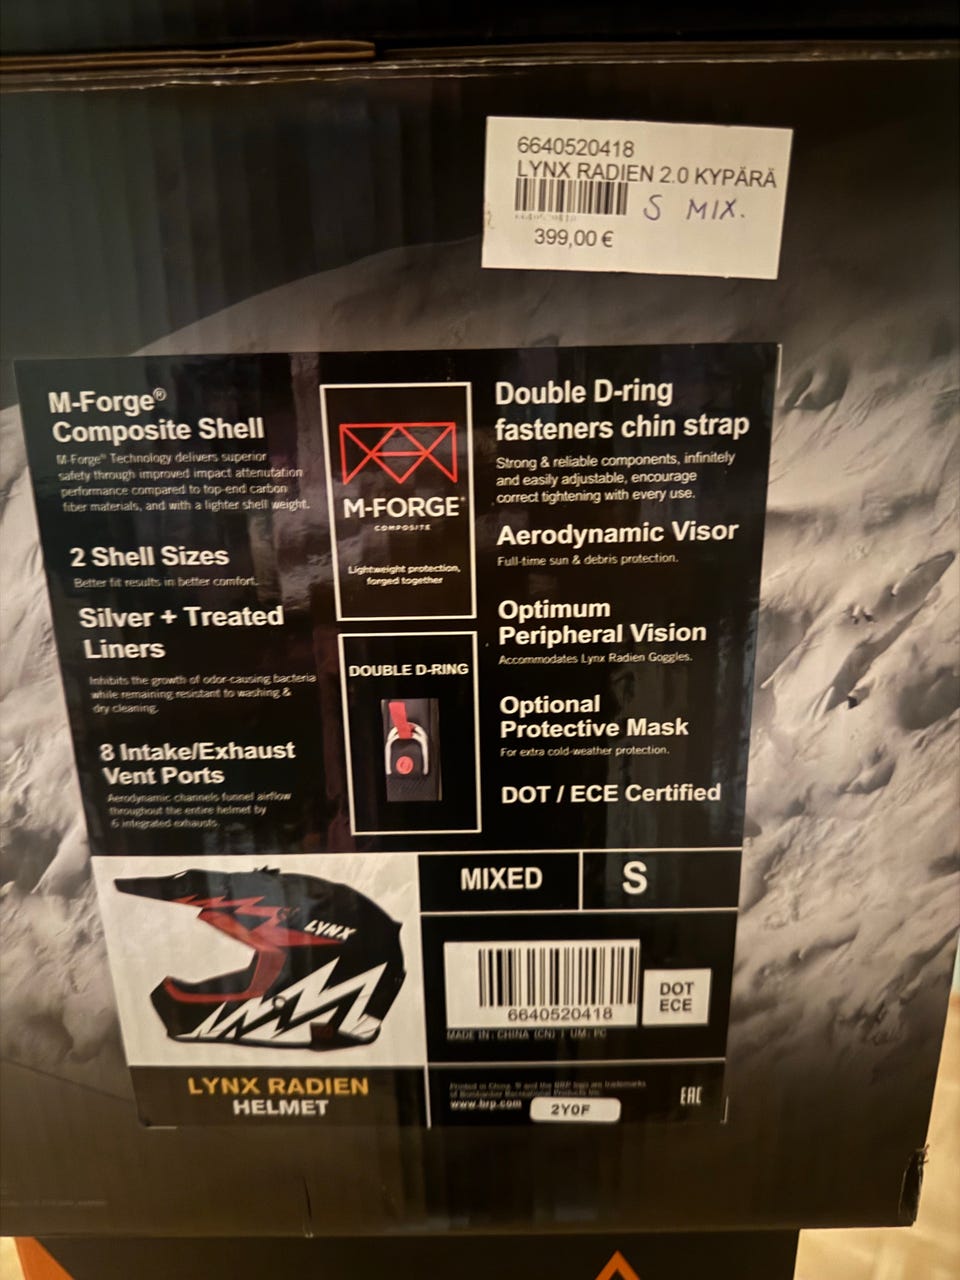 6640520418
LYNX RADIEN 2.0 KYPÄRÄ
S MIX.
399,00 €
M-Forge®
Composite Shell
M-Forge® Technology delivers superior
safety through improved impact attenutation
performance compared to top-end carbon
fiber materials, and with a lighter shell weight.
2 Shell Sizes
Better fit results in better comfort.
Silver + Treated
Liners
Inhibits the growth of odor-causing bacteria
while remaining resistant to washing &
dry cleaning.
8 Intake/Exhaust
Vent Ports
Aerodynamic channels funnel airflow
throughout the entire helmet by
6 integrated exhausts.
M-FORGE
COMPOSITE
Lightweight protection,
forged together
DOUBLE D-RING
Double D-ring
fasteners chin strap
Strong & reliable components, infinitely
and easily adjustable, encourage
correct tightening with every use.
Aerodynamic Visor
Full-time sun & debris protection.
Optimum
Peripheral Vision
Accommodates Lynx Radien Goggles.
Optional
Protective Mask
For extra cold-weather protection.
DOT / ECE Certified
LYNX
LYNX RADIEN
HELMET
MIXED
S
6640520418
DOT
ECE
MADE IN : CHINA (CN) | UM: PC
Printed in China. ® and the BRP logo are trademarks
of Bombardier Recreational Products Inc.
www.brp.com
2Y0F
EAC